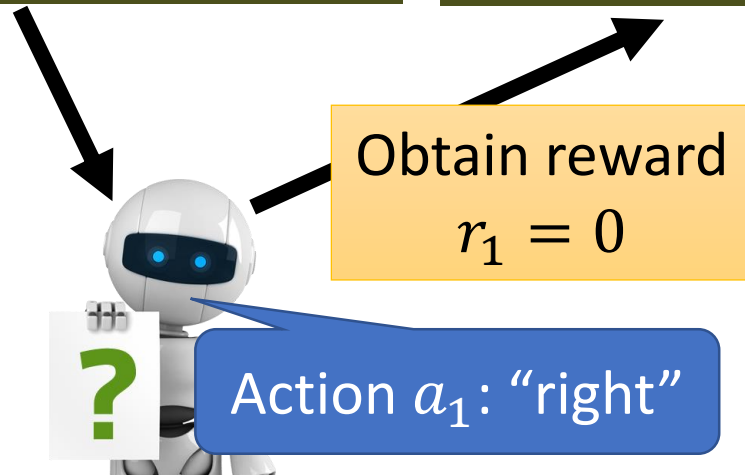 Obtain reward
r₁ = 0
?
Action a₁: “right”